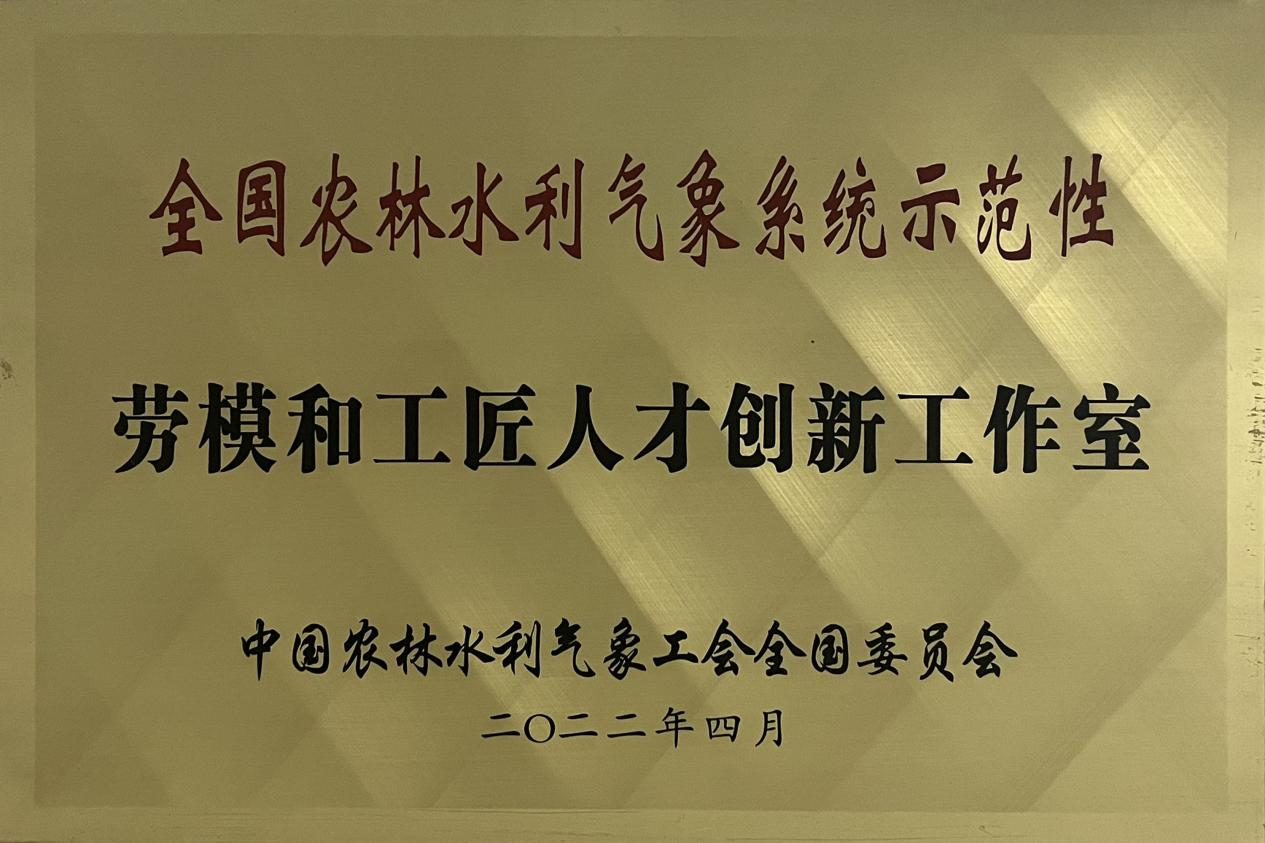 全国农林水利气象系统示范性
劳模和工匠人才创新工作室
中国农林水利气象工会全国委员会
二〇二二年四月